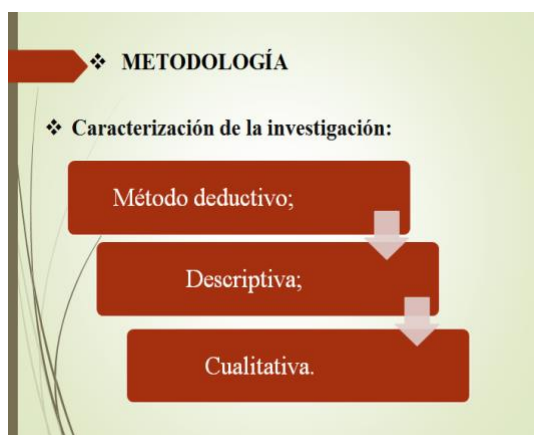 ❖ METODOLOGÍA
❖ Caracterización de la investigación:
Método deductivo;
Descriptiva;
Cualitativa.